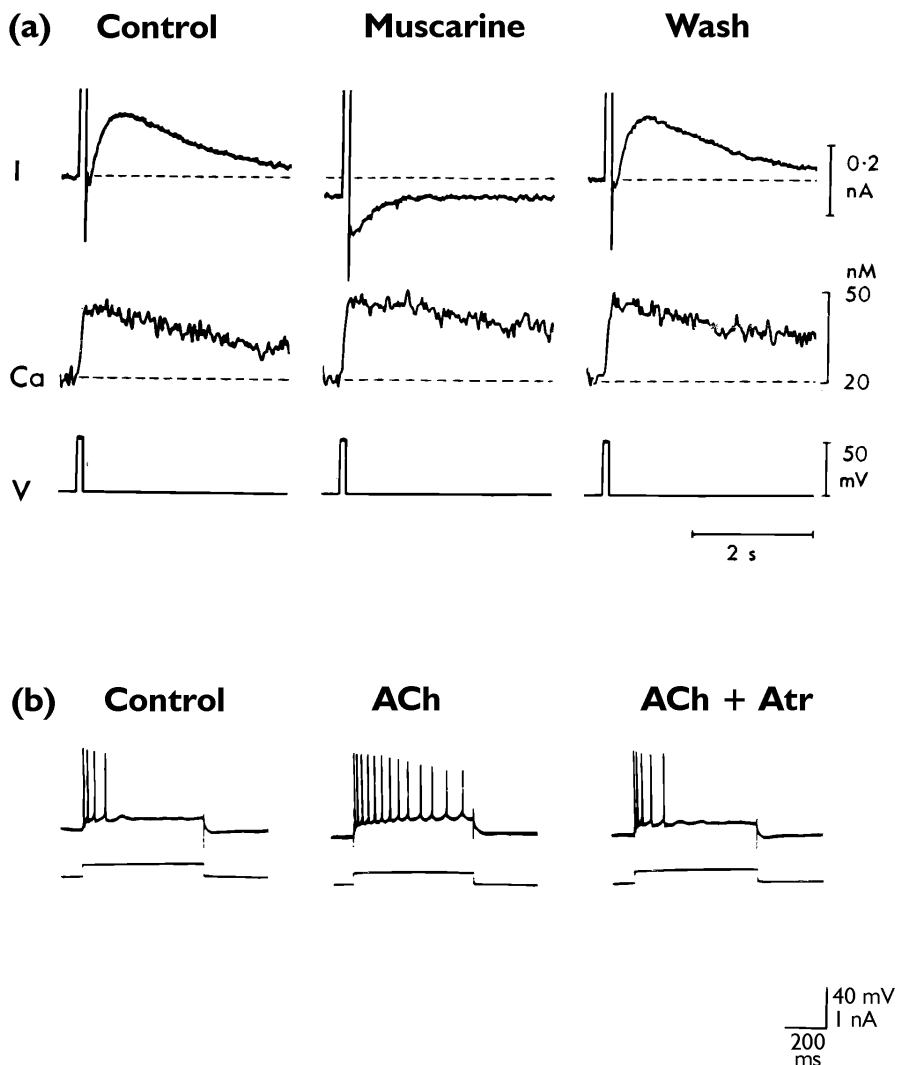 (a) Control Muscarine Wash
I
0·2
nA
nM
50
Ca
20
50
V
mV
2 s
(b) Control ACh ACh + Atr
40 mV
1 nA
200
ms